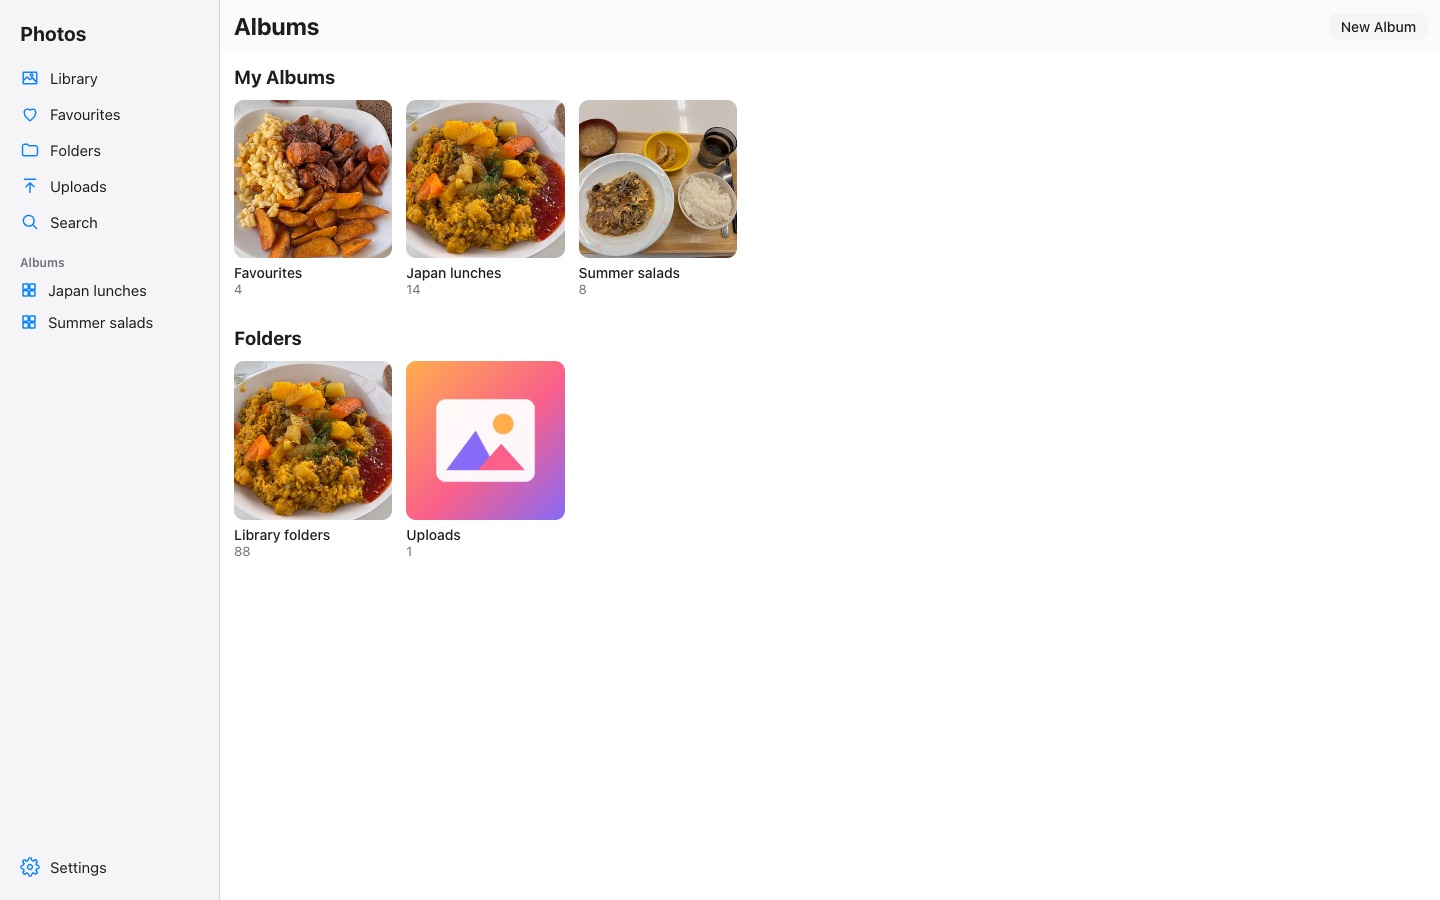 Photos
Library
Favourites
Folders
Uploads
Search
Albums
Japan lunches
Summer salads
Settings
Albums
New Album
My Albums
Favourites
4
Japan lunches
14
Summer salads
8
Folders
Library folders
88
Uploads
1